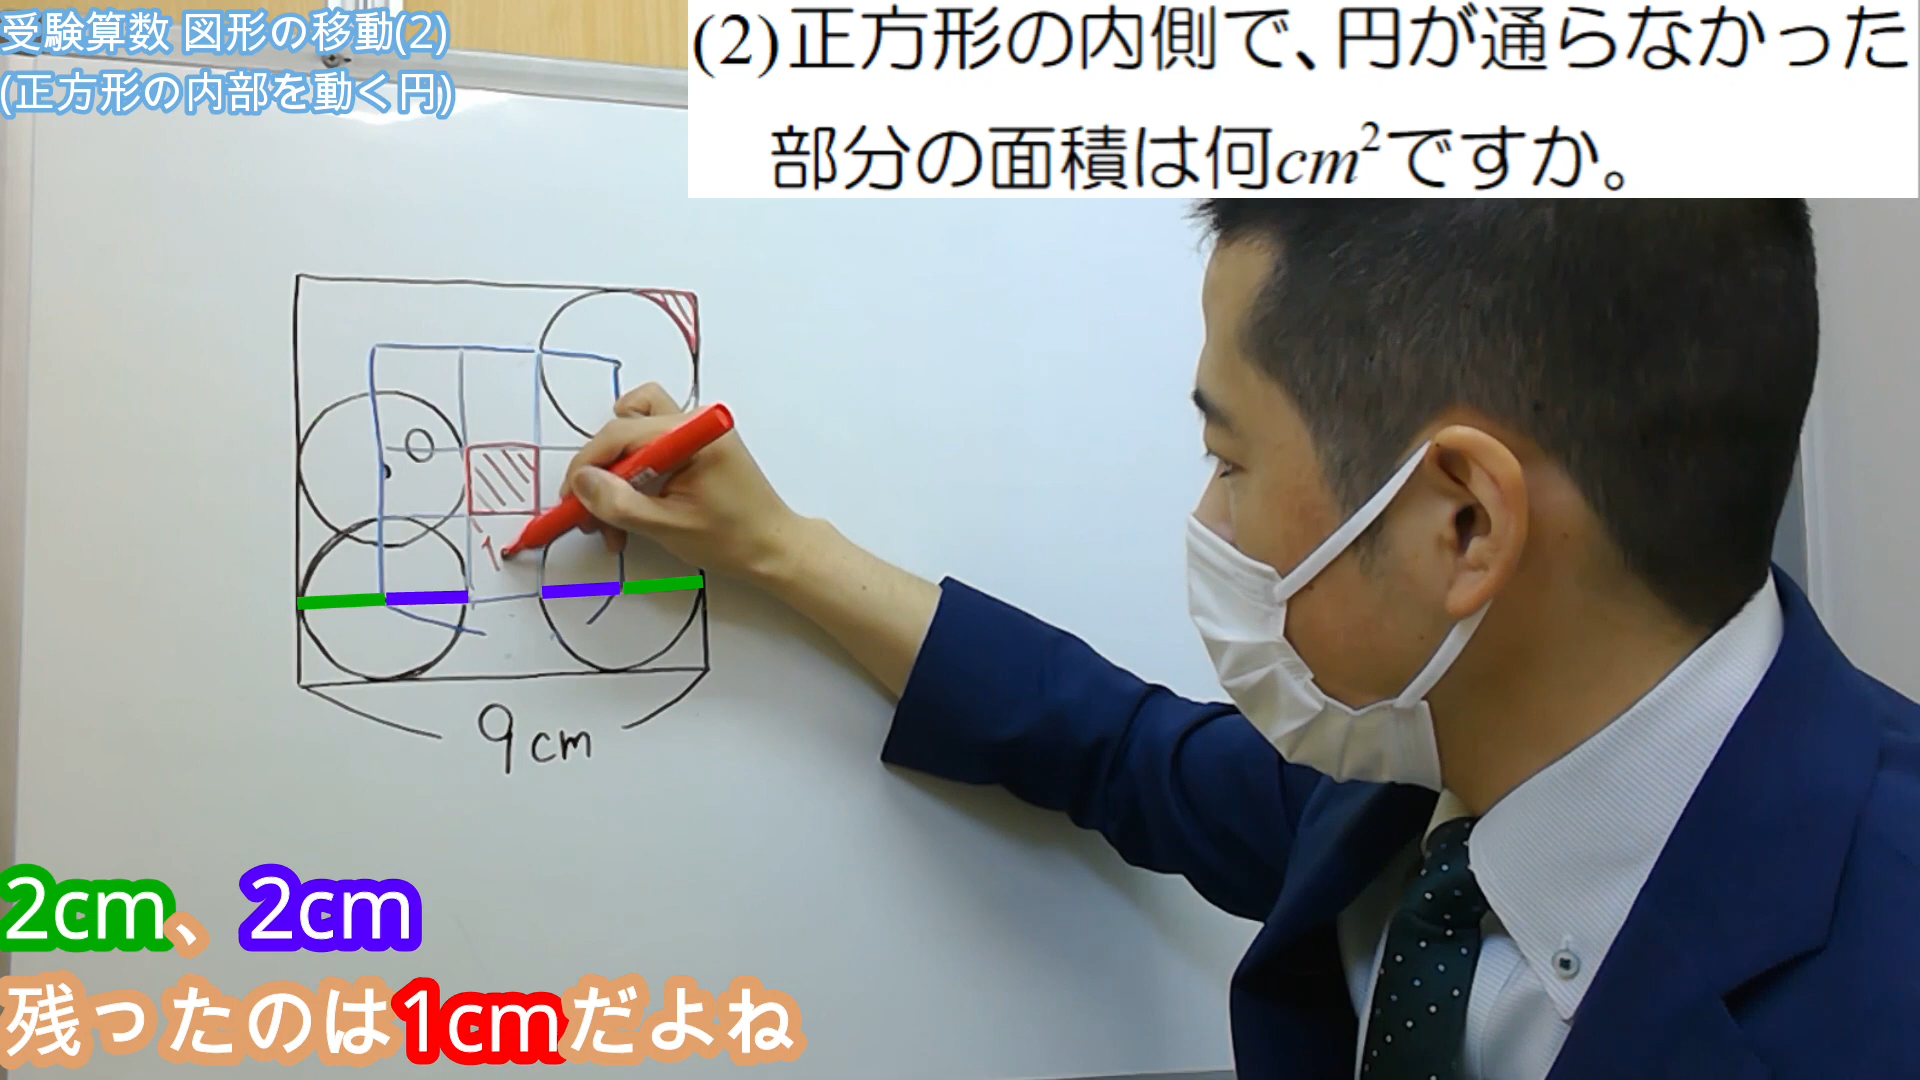 受験算数 図形の移動(2)
(正方形の内部を動く円)
(2)正方形の内側で、円が通らなかった
部分の面積は何cm²ですか。
1
9cm
2cm、2cm
残ったのは1cmだよね